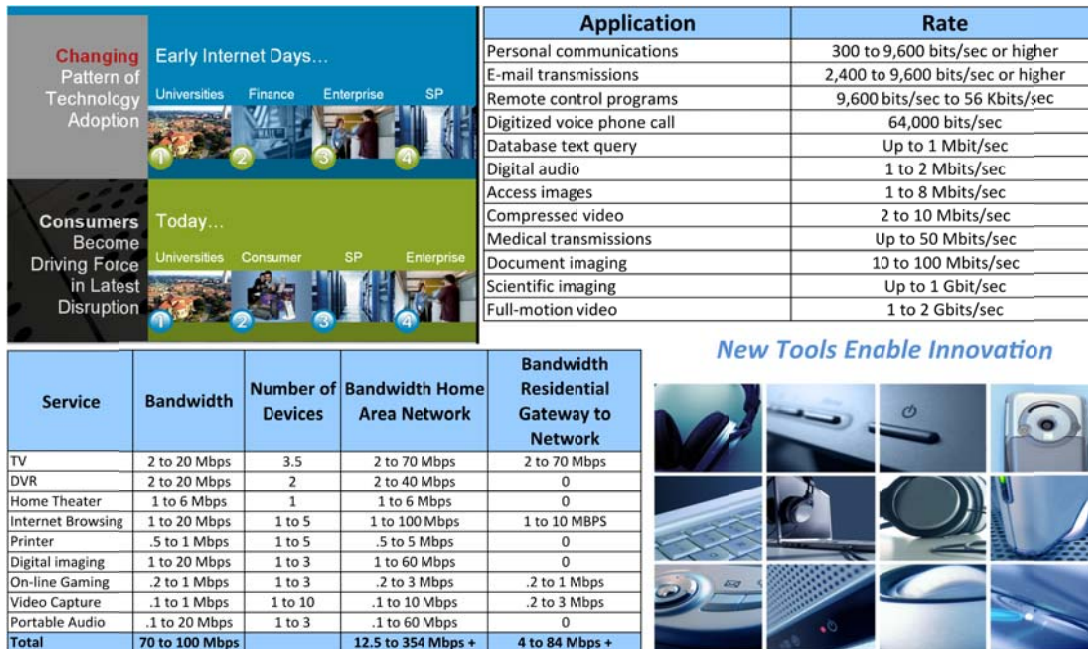 Changing
Pattern of
Technology
Adoption
Early Internet Days...
Universities Finance Enterprise SP
1 2 3 4
Consumers
Become
Driving Force
in Latest
Disruption
Today...
Universities Consumer SP Enterprise
1 2 3 4
Application Rate
Personal communications 300 to 9,600 bits/sec or higher
E-mail transmissions 2,400 to 9,600 bits/sec or higher
Remote control programs 9,600 bits/sec to 56 Kbits/sec
Digitized voice phone call 64,000 bits/sec
Database text query Up to 1 Mbit/sec
Digital audio 1 to 2 Mbits/sec
Access images 1 to 8 Mbits/sec
Compressed video 2 to 10 Mbits/sec
Medical transmissions Up to 50 Mbits/sec
Document imaging 10 to 100 Mbits/sec
Scientific imaging Up to 1 Gbit/sec
Full-motion video 1 to 2 Gbits/sec
Service Bandwidth Number of Devices Bandwidth Home Area Network Bandwidth Residential Gateway to Network
TV 2 to 20 Mbps 3.5 2 to 70 Mbps 2 to 70 Mbps
DVR 2 to 20 Mbps 2 2 to 40 Mbps 0
Home Theater 1 to 6 Mbps 1 1 to 6 Mbps 0
Internet Browsing 1 to 20 Mbps 1 to 5 1 to 100 Mbps 1 to 10 MBPS
Printer .5 to 1 Mbps 1 to 5 .5 to 5 Mbps 0
Digital imaging 1 to 20 Mbps 1 to 3 1 to 60 Mbps 0
On-line Gaming .2 to 1 Mbps 1 to 3 .2 to 3 Mbps .2 to 1 Mbps
Video Capture .1 to 1 Mbps 1 to 10 .1 to 10 Mbps .2 to 3 Mbps
Portable Audio .1 to 20 Mbps 1 to 3 .1 to 60 Mbps 0
Total 70 to 100 Mbps 12.5 to 354 Mbps + 4 to 84 Mbps +
New Tools Enable Innovation